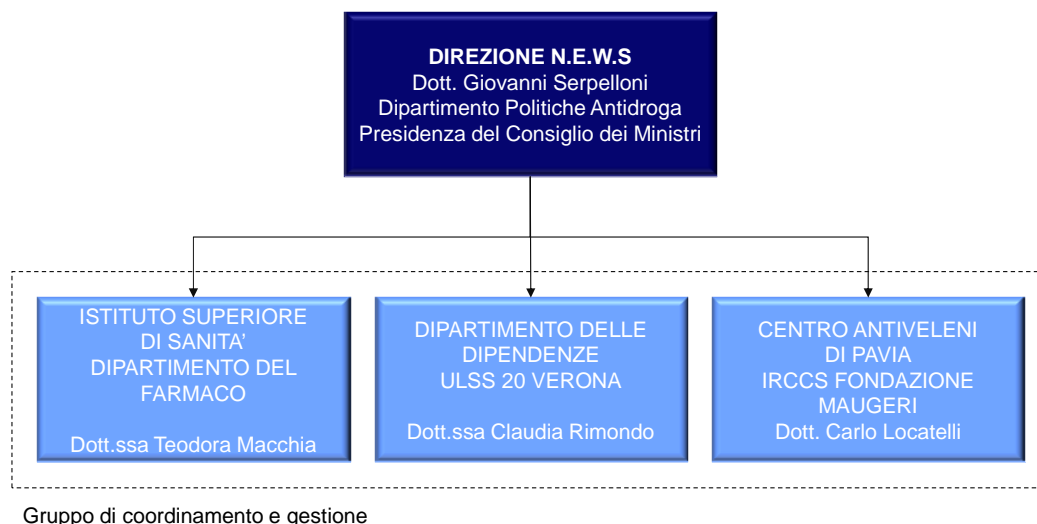 DIREZIONE N.E.W.S
Dott. Giovanni Serpelloni
Dipartimento Politiche Antidroga
Presidenza del Consiglio dei Ministri
ISTITUTO SUPERIORE
DI SANITA’
DIPARTIMENTO DEL
FARMACO
Dott.ssa Teodora Macchia
DIPARTIMENTO DELLE
DIPENDENZE
ULSS 20 VERONA
Dott.ssa Claudia Rimondo
CENTRO ANTIVELENI
DI PAVIA
IRCCS FONDAZIONE
MAUGERI
Dott. Carlo Locatelli
Gruppo di coordinamento e gestione